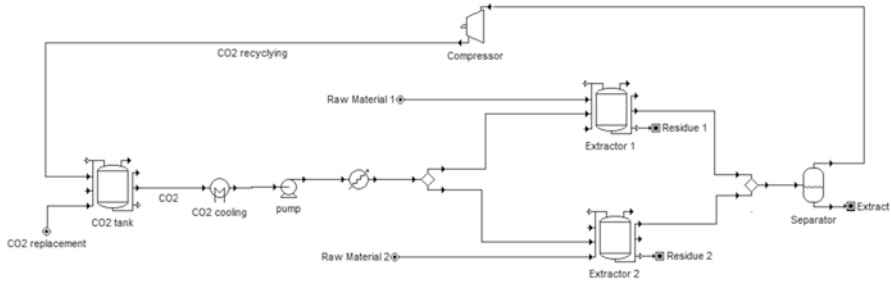 Compressor
CO2 recyclying
Raw Material 1
Residue 1
Extractor 1
CO2
CO2 cooling
pump
CO2 tank
CO2 replacement
Separator
Extract
Raw Material 2
Residue 2
Extractor 2